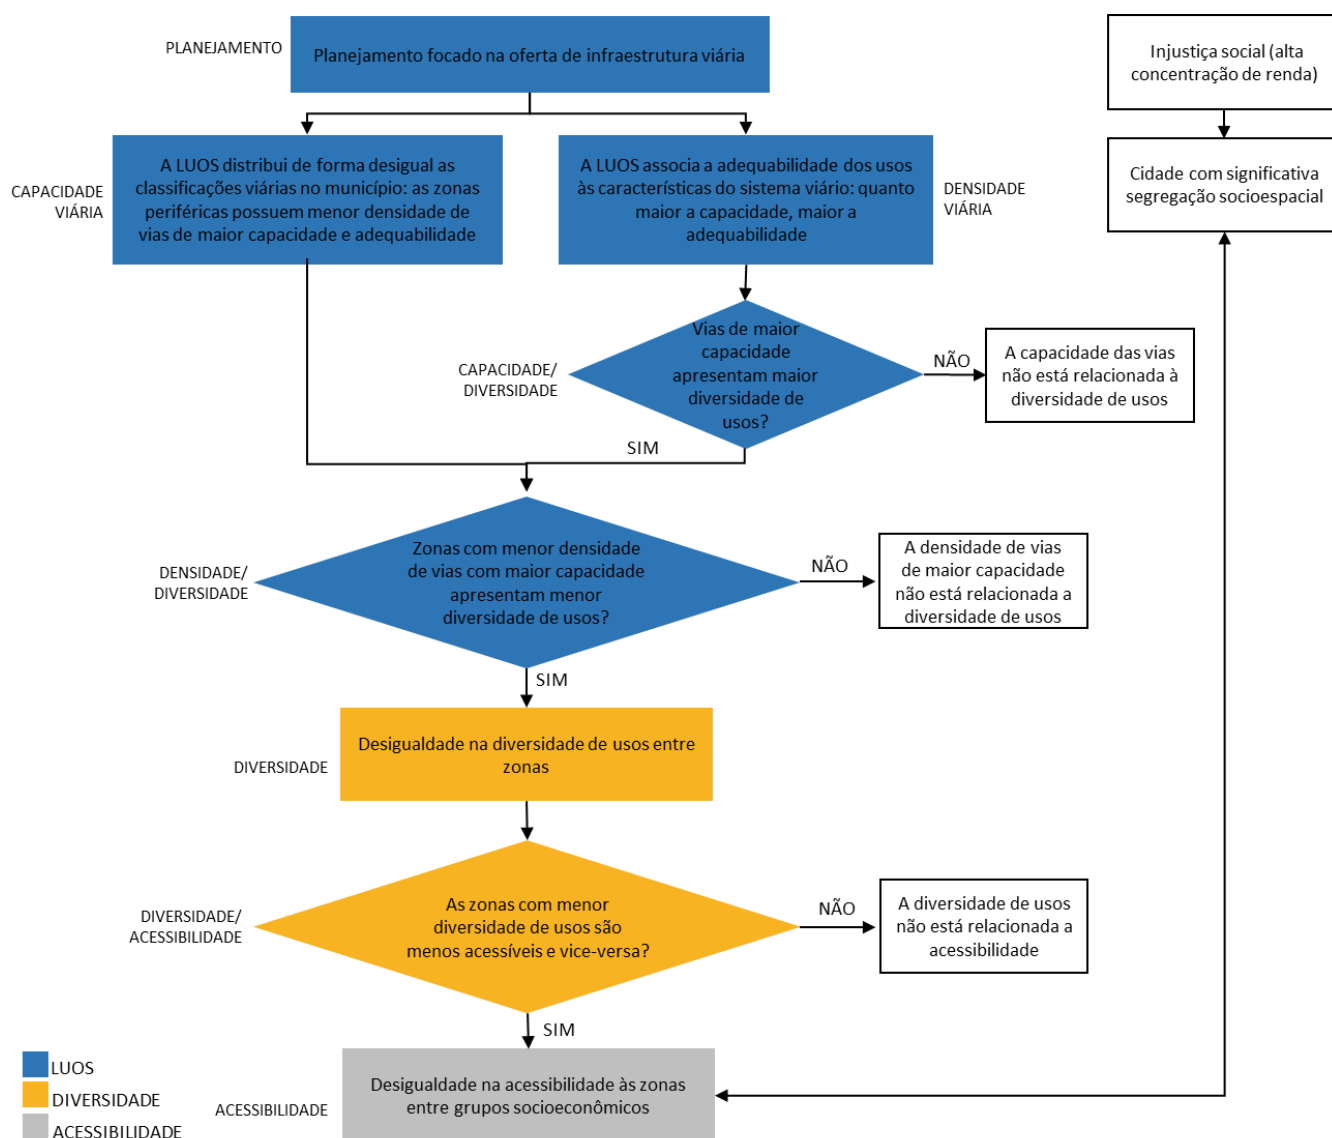 PLANEJAMENTO
Planejamento focado na oferta de infraestrutura viária
Injustiça social (alta
concentração de renda)
CAPACIDADE
VIÁRIA
A LUOS distribui de forma desigual as
classificações viárias no município: as zonas
periféricas possuem menor densidade de
vias de maior capacidade e adequabilidade
A LUOS associa a adequabilidade dos usos
às características do sistema viário: quanto
maior a capacidade, maior a
adequabilidade
DENSIDADE
VIÁRIA
Cidade com significativa
segregação socioespacial
CAPACIDADE/
DIVERSIDADE
Vias de maior
capacidade
apresentam maior
diversidade de
usos?
NÃO
A capacidade das vias
não está relacionada à
diversidade de usos
SIM
DENSIDADE/
DIVERSIDADE
Zonas com menor densidade
de vias com maior capacidade
apresentam menor
diversidade de usos?
NÃO
A densidade de vias
de maior capacidade
não está relacionada a
diversidade de usos
SIM
DIVERSIDADE
Desigualdade na diversidade de usos entre
zonas
DIVERSIDADE/
ACESSIBILIDADE
As zonas com menor
diversidade de usos são
menos acessíveis e vice-versa?
NÃO
A diversidade de usos
não está relacionada a
acessibilidade
SIM
ACESSIBILIDADE
Desigualdade na acessibilidade às zonas
entre grupos socioeconômicos
LUOS
DIVERSIDADE
ACESSIBILIDADE